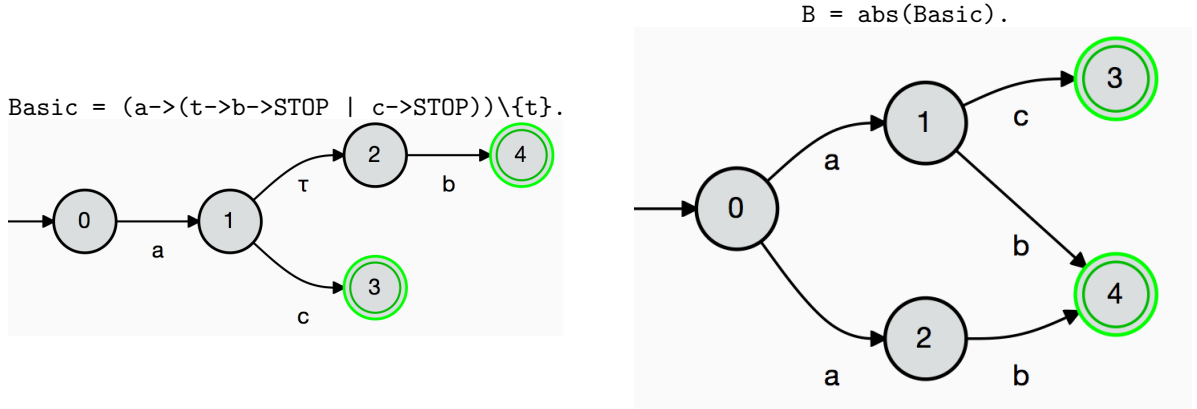 B = abs(Basic).
Basic = (a->(t->b->STOP | c->STOP))\{t}.
0
a
1
τ
2
b
4
c
3
0
a
1
c
3
b
4
a
2
b